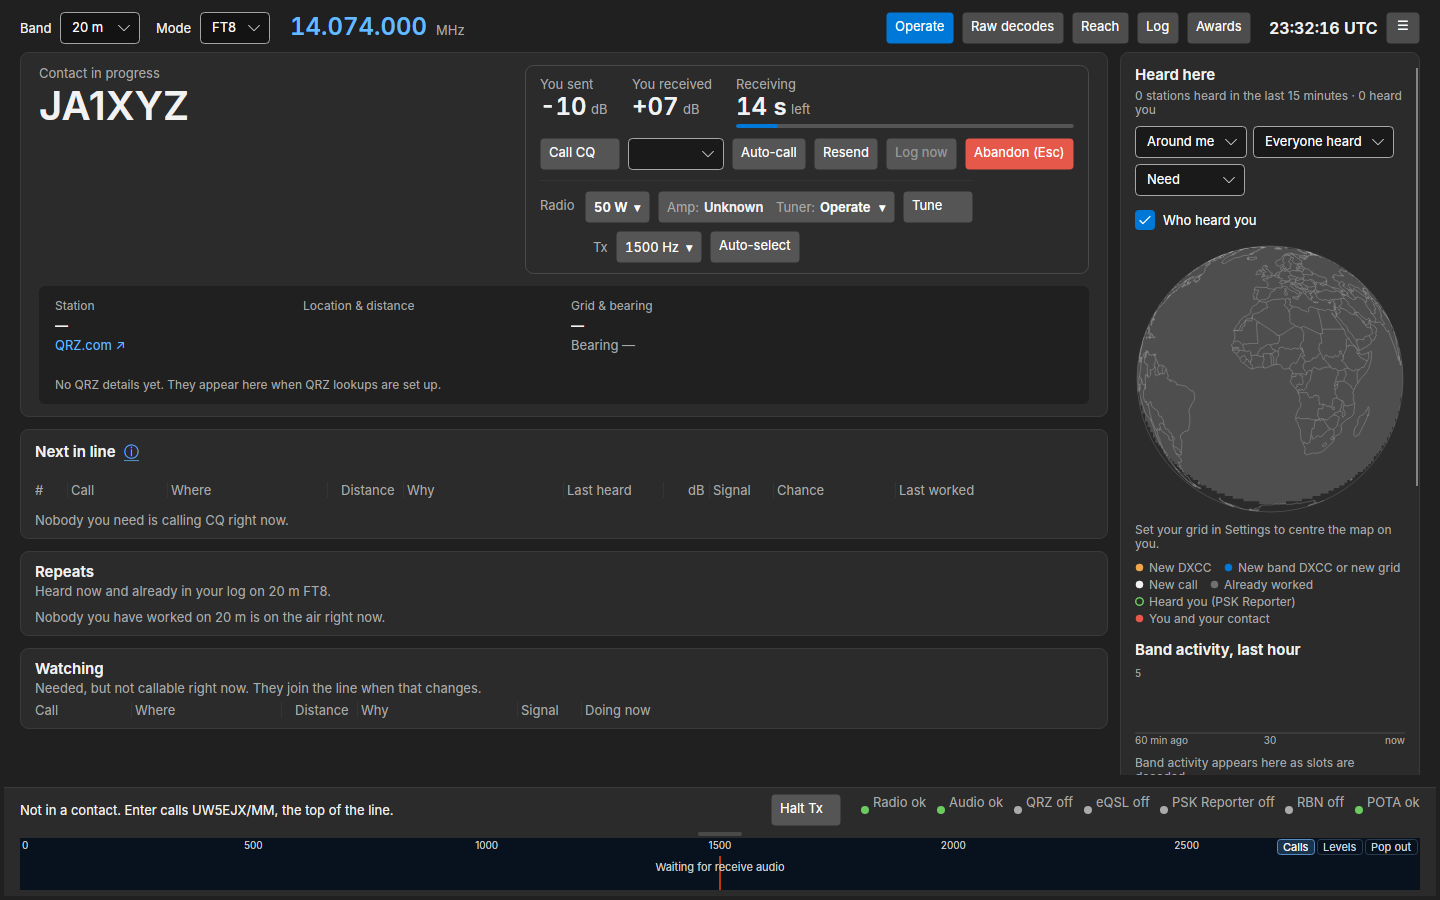 Band 20 m Mode FT8 14.074.000 MHz Operate Raw decodes Reach Log Awards 23:32:16 UTC ☰
Contact in progress
JA1XYZ
You sent You received Receiving
-10 dB +07 dB 14 s left
Call CQ Auto-call Resend Log now Abandon (Esc)
Radio 50 W ▾ Amp: Unknown Tuner: Operate ▾ Tune
Tx 1500 Hz ▾ Auto-select
Station Location & distance Grid & bearing
— —
QRZ.com ↗ Bearing —
No QRZ details yet. They appear here when QRZ lookups are set up.
Next in line ⓘ
# Call Where Distance Why Last heard dB Signal Chance Last worked
Nobody you need is calling CQ right now.
Repeats
Heard now and already in your log on 20 m FT8.
Nobody you have worked on 20 m is on the air right now.
Watching
Needed, but not callable right now. They join the line when that changes.
Call Where Distance Why Signal Doing now
Heard here
0 stations heard in the last 15 minutes · 0 heard
you
Around me Everyone heard
Need
Who heard you
Set your grid in Settings to centre the map on
you.
New DXCC New band DXCC or new grid
New call Already worked
Heard you (PSK Reporter)
You and your contact
Band activity, last hour
5
60 min ago 30 now
Band activity appears here as slots are
decoded.
Not in a contact. Enter calls UW5EJX/MM, the top of the line. Halt Tx Radio ok Audio ok QRZ off eQSL off PSK Reporter off RBN off POTA ok
0 500 1000 1500 2000 2500 Calls Levels Pop out
Waiting for receive audio